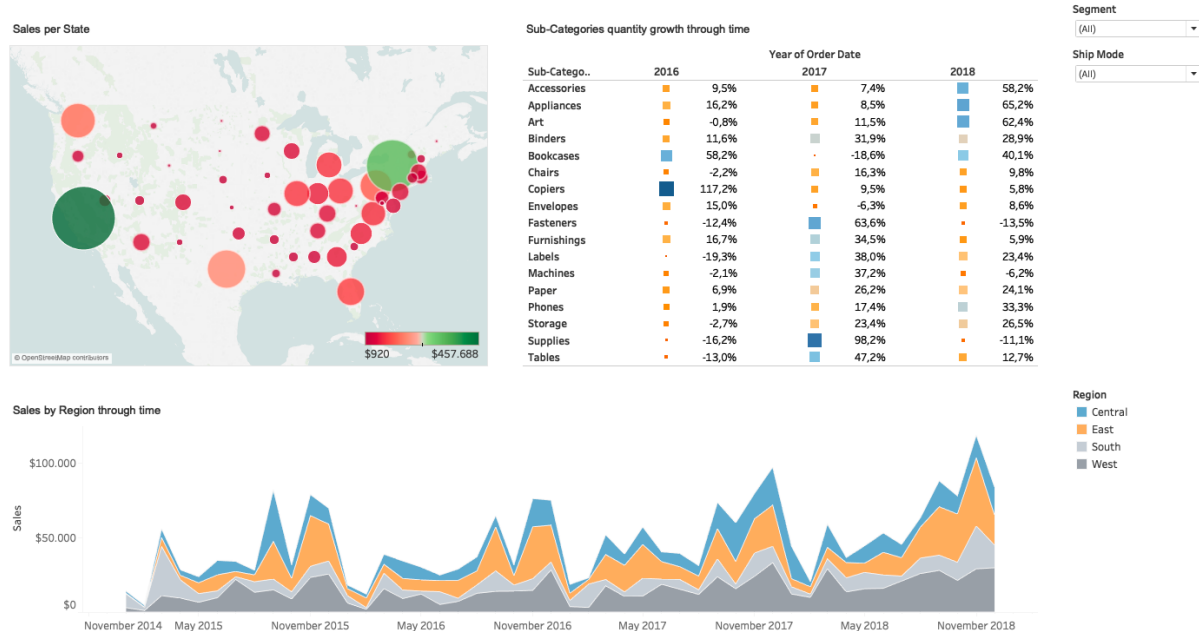 Sales per State
Sub-Categories quantity growth through time
Segment
(All)
Ship Mode
(All)
Year of Order Date
Sub-Catego.. 2016 2017 2018
Accessories 9,5% 7,4% 58,2%
Appliances 16,2% 8,5% 65,2%
Art -0,8% 11,5% 62,4%
Binders 11,6% 31,9% 28,9%
Bookcases 58,2% -18,6% 40,1%
Chairs -2,2% 16,3% 9,8%
Copiers 117,2% 9,5% 5,8%
Envelopes 15,0% -6,3% 8,6%
Fasteners -12,4% 63,6% -13,5%
Furnishings 16,7% 34,5% 5,9%
Labels -19,3% 38,0% 23,4%
Machines -2,1% 37,2% -6,2%
Paper 6,9% 26,2% 24,1%
Phones 1,9% 17,4% 33,3%
Storage -2,7% 23,4% 26,5%
Supplies -16,2% 98,2% -11,1%
Tables -13,0% 47,2% 12,7%
$920 $457.688
© OpenStreetMap contributors
Sales by Region through time
Region
Central
East
South
West
Sales
$100.000
$50.000
$0
November 2014 May 2015 November 2015 May 2016 November 2016 May 2017 November 2017 May 2018 November 2018